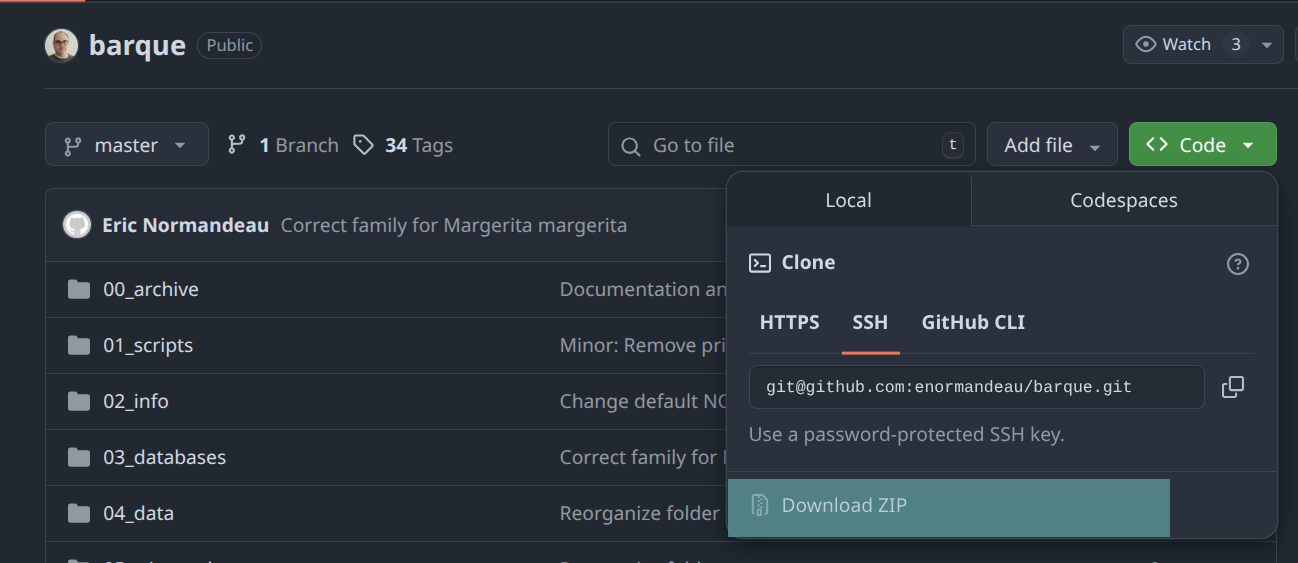 barque Public Watch 3
master 1 Branch 34 Tags Go to file t Add file Code
Local Codespaces
Eric Normandeau Correct family for Margerita margerita
Clone
00_archive Documentation an
HTTPS SSH GitHub CLI
01_scripts Minor: Remove pri
git@github.com:enormandeau/barque.git
02_info Change default NO
Use a password-protected SSH key.
03_databases Correct family for
Download ZIP
04_data Reorganize folder